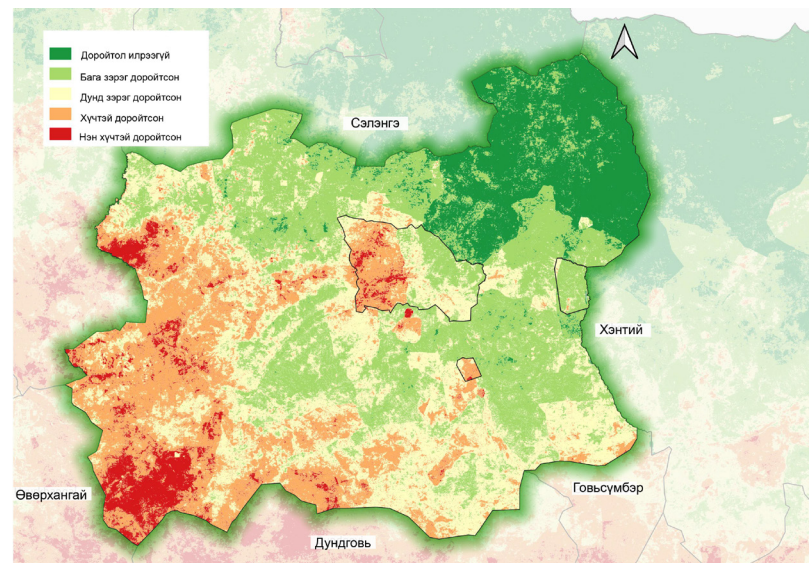 Доройтол илрээгүй
Бага зэрэг доройтсон
Дунд зэрэг доройтсон
Хүчтэй доройтсон
Нэн хүчтэй доройтсон
Сэлэнгэ
Хэнтий
Говьсүмбэр
Өвөрхангай
Дундговь